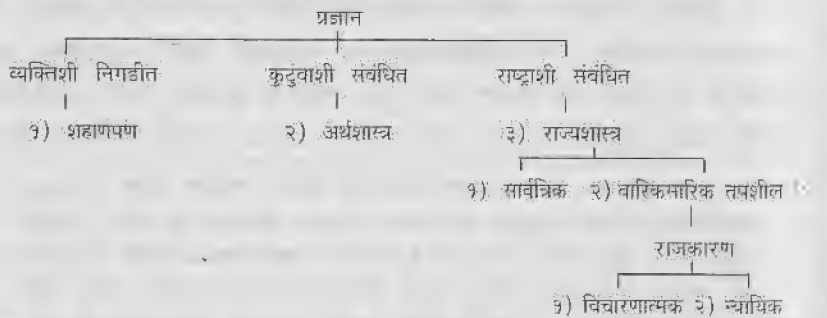 प्रज्ञान
व्यक्तिशी निगडीत कुटुंबाशी संबंधित राष्ट्राशी संबंधित
१) शहाणपण २) अर्थशास्त्र ३) राज्यशास्त्र
१) सार्वत्रिक २) बारिकसारिक तपशील
राजकारण
१) विचारणात्मक २) न्यायिक